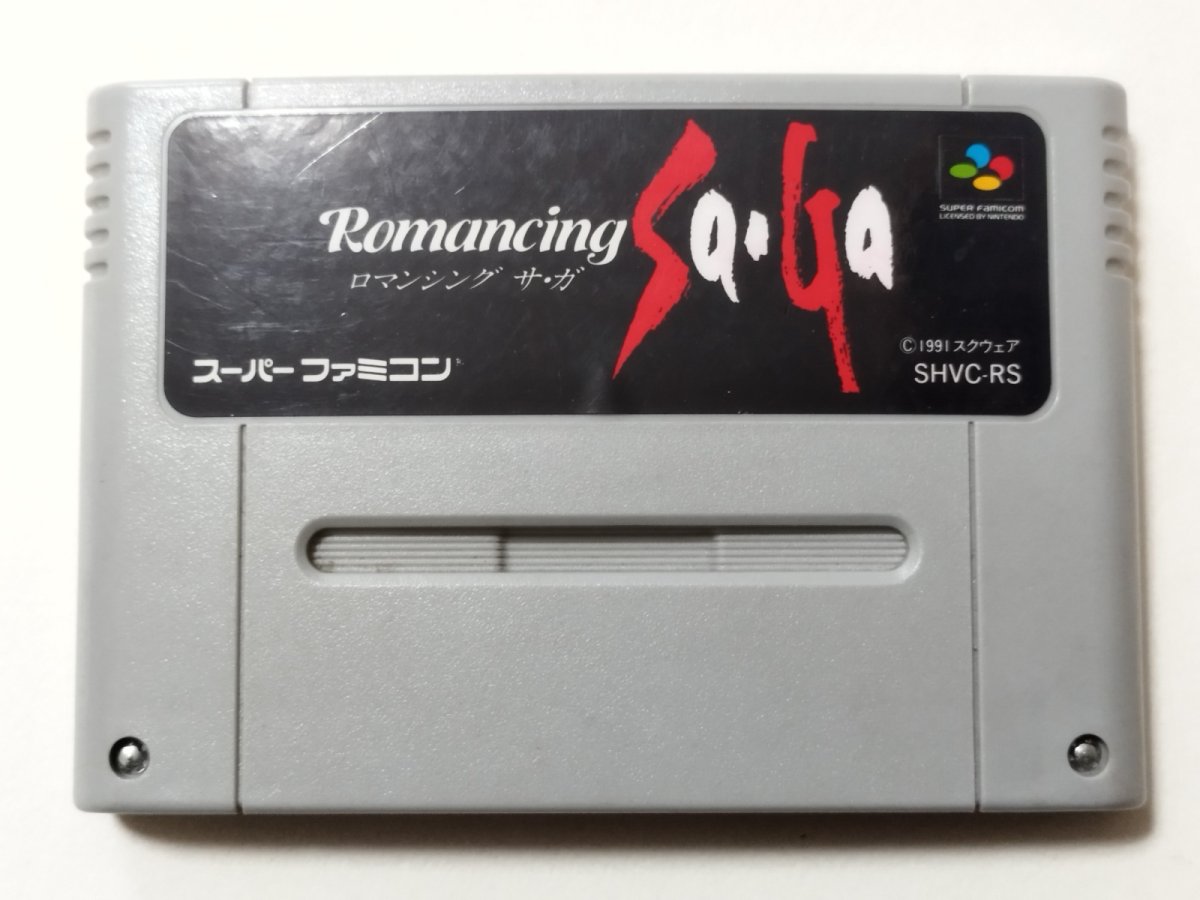 Romancing Sa・Ga
ロマンシング サ・ガ
SUPER FAMICOM
LICENSED BY NINTENDO
©1991 スクウェア
スーパーファミコン
SHVC-RS